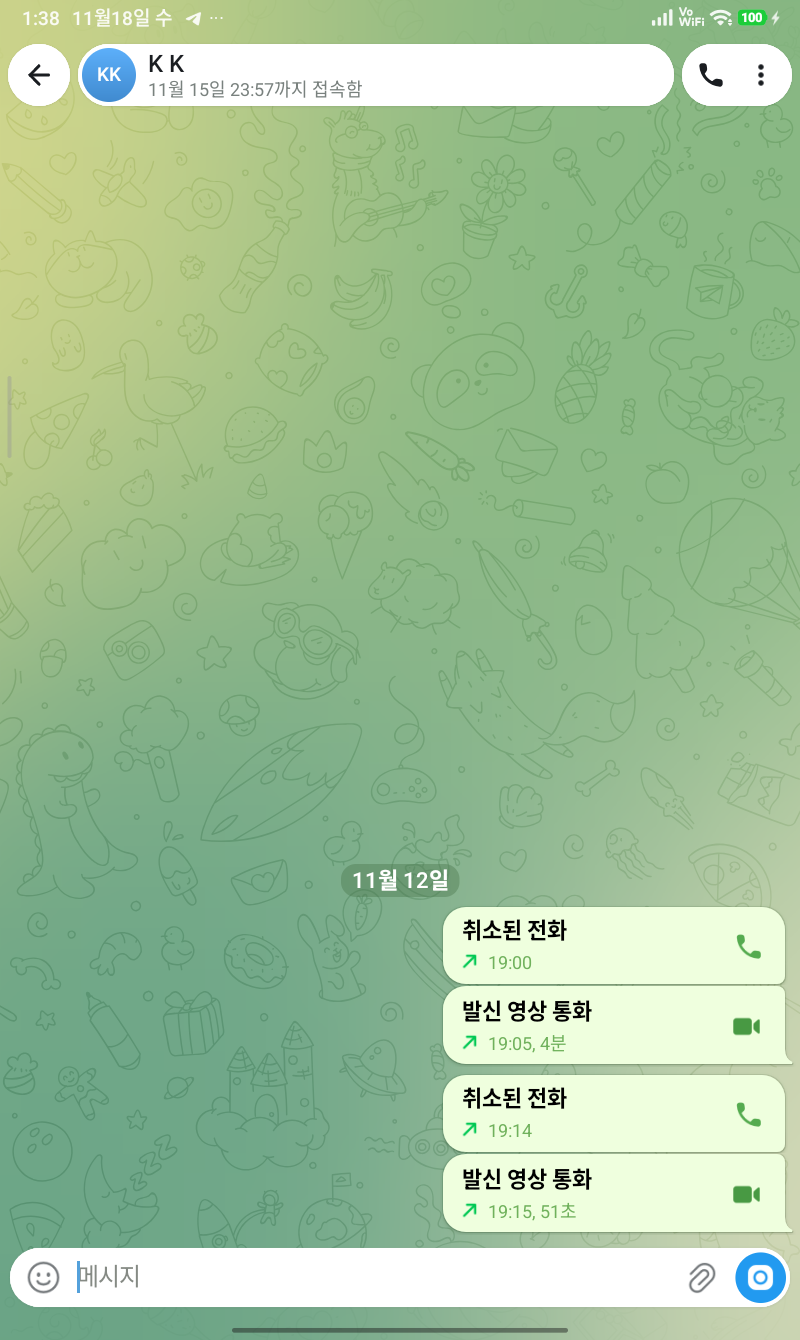 1:38 11월18일 수 ...
Vo WiFi 100
KK
K K
11월 15일 23:57까지 접속함
11월 12일
취소된 전화
19:00
발신 영상 통화
19:05, 4분
취소된 전화
19:14
발신 영상 통화
19:15, 51초
메시지